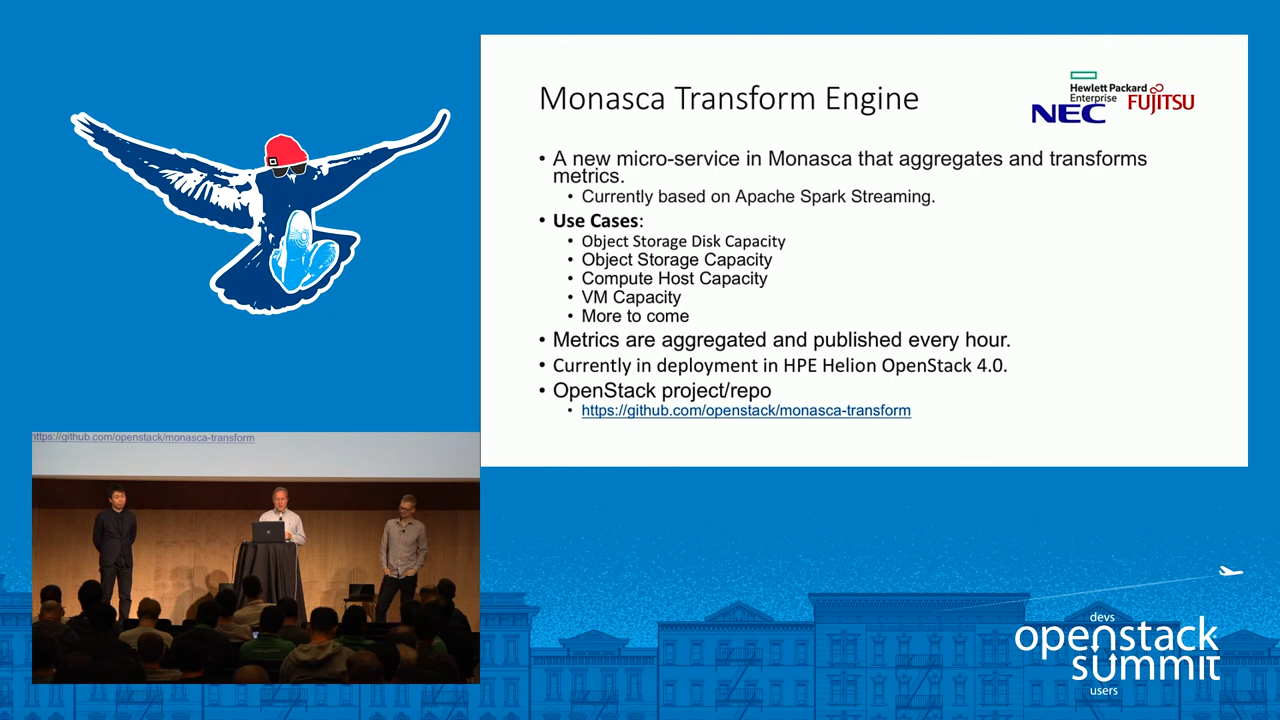 Monasca Transform Engine
Hewlett Packard
Enterprise
NEC
FUJITSU
• A new micro-service in Monasca that aggregates and transforms
metrics.
• Currently based on Apache Spark Streaming.
• Use Cases:
• Object Storage Disk Capacity
• Object Storage Capacity
• Compute Host Capacity
• VM Capacity
• More to come
• Metrics are aggregated and published every hour.
• Currently in deployment in HPE Helion OpenStack 4.0.
• OpenStack project/repo
• https://github.com/openstack/monasca-transform
https://github.com/openstack/monasca-transform
devs
openstack
summit
users